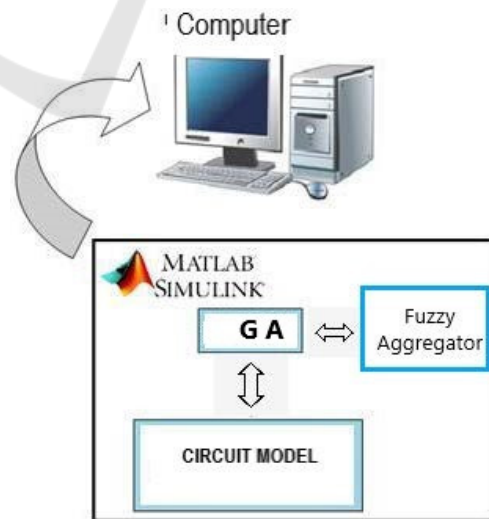 Computer
MATLAB
SIMULINK
G A
Fuzzy
Aggregator
CIRCUIT MODEL